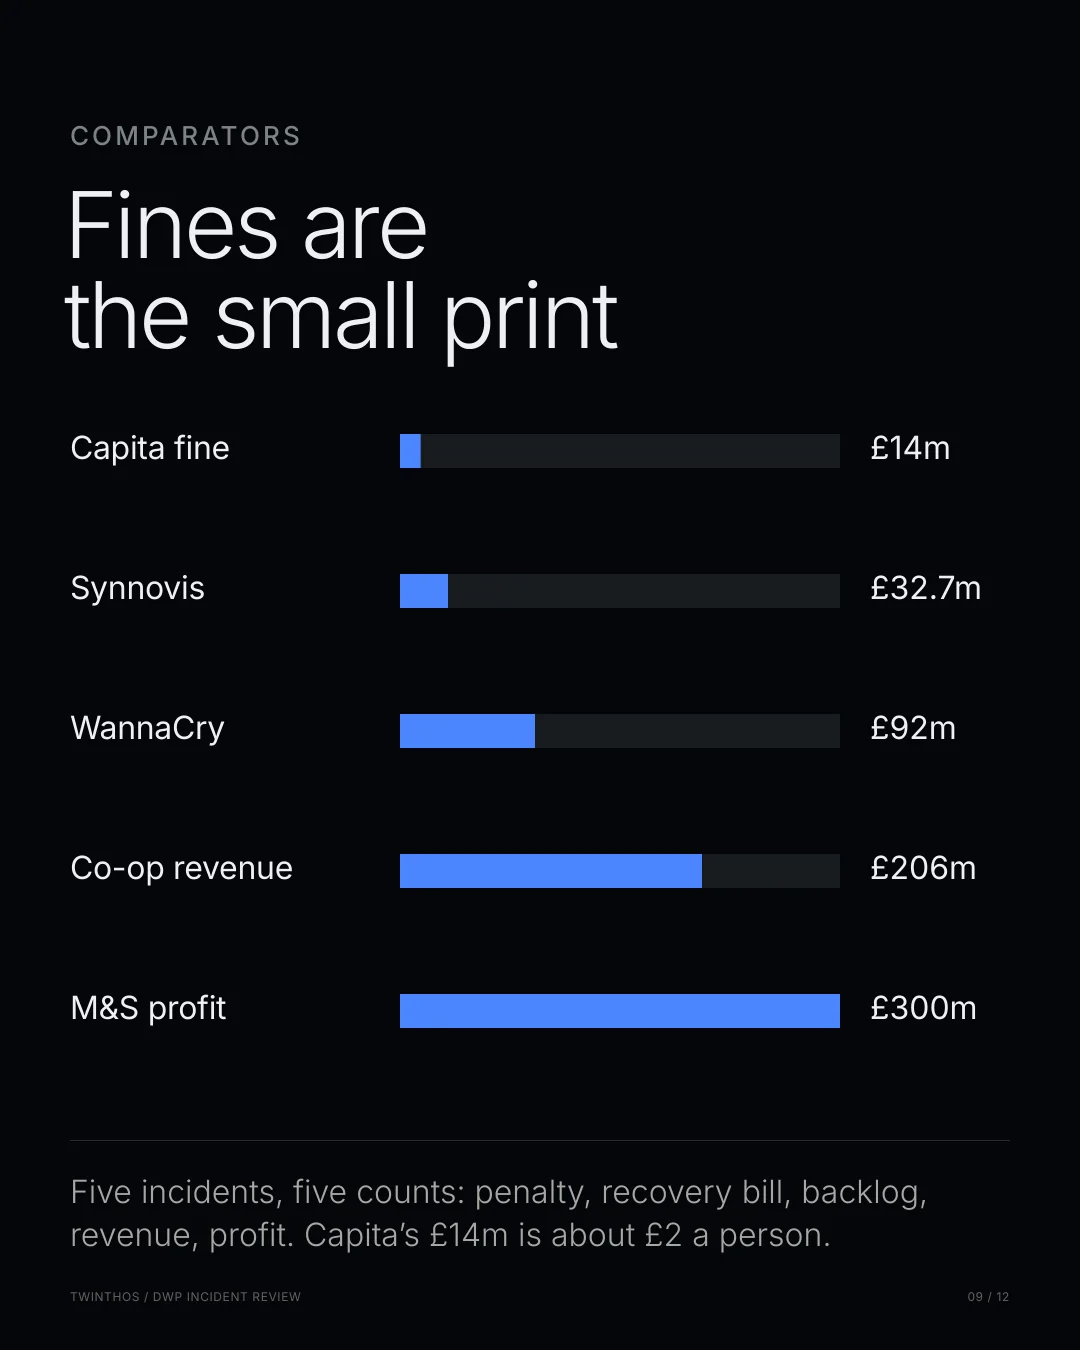 COMPARATORS
Fines are
the small print
Capita fine £14m
Synnovis £32.7m
WannaCry £92m
Co-op revenue £206m
M&S profit £300m
Five incidents, five counts: penalty, recovery bill, backlog,
revenue, profit. Capita’s £14m is about £2 a person.
TWINTHOS / DWP INCIDENT REVIEW 09 / 12